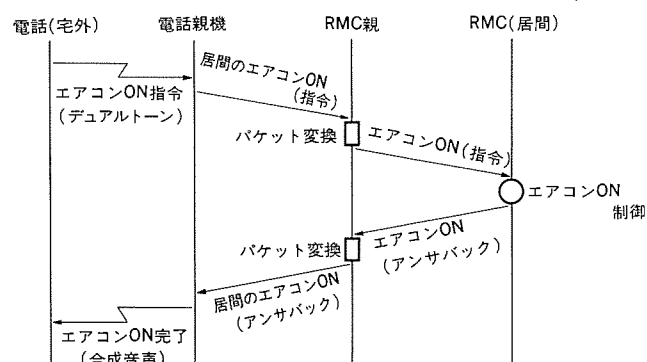 電話(宅外)
電話親機
RMC親
RMC(居間)
エアコンON指令
(デュアルトーン)
居間のエアコンON
(指令)
パケット変換
エアコンON(指令)
エアコンON
制御
エアコンON
(アンサバック)
パケット変換
居間のエアコンON
(アンサバック)
エアコンON完了
(合成音声)